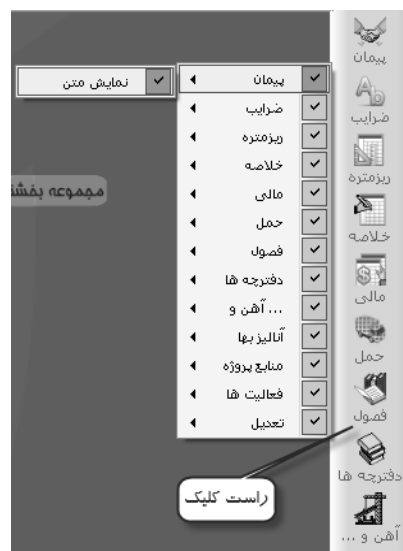 پیمان
ضرایب
ریزمتره
خلاصه
مالی
حمل
فصول
دفترچه ها
آهن و ...
پیمان
ضرایب
ریزمتره
خلاصه
مالی
حمل
فصول
دفترچه ها
... آهن و
آنالیز بها
منابع پروژه
فعالیت ها
تعدیل
نمایش متن
مجموعه
راست کلیک